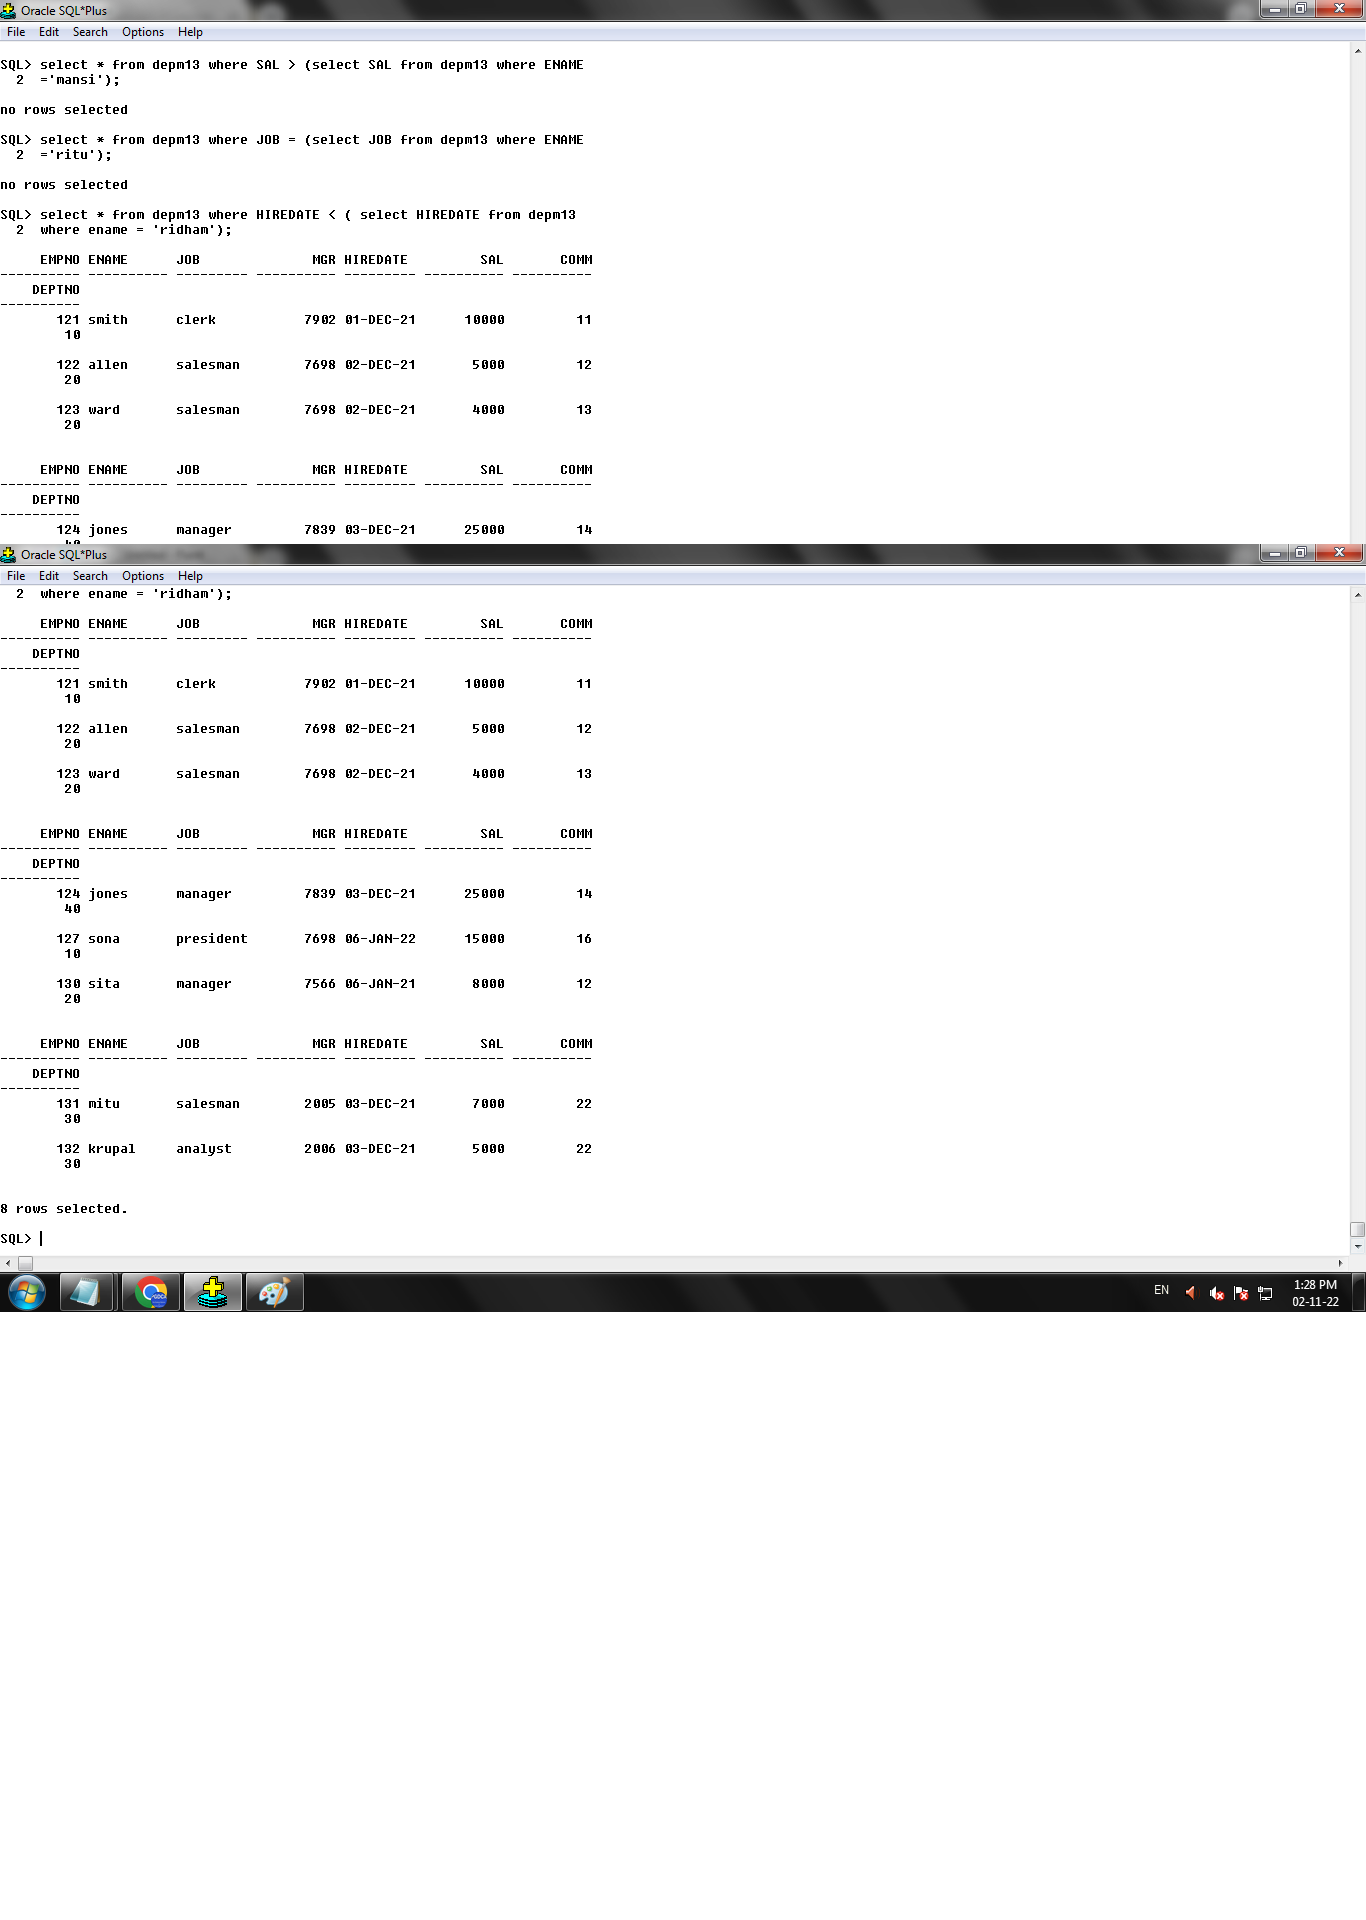 Oracle SQL*Plus
File Edit Search Options Help
SQL> select * from depm13 where SAL > (select SAL from depm13 where ENAME
  2  ='mansi');
no rows selected
SQL> select * from depm13 where JOB = (select JOB from depm13 where ENAME
  2  ='ritu');
no rows selected
SQL> select * from depm13 where HIREDATE < ( select HIREDATE from depm13
  2  where ename = 'ridham');
     EMPNO ENAME      JOB              MGR HIREDATE         SAL       COMM
---------- ---------- --------- ---------- --------- ---------- ----------
    DEPTNO
----------
       121 smith      clerk           7902 01-DEC-21      10000         11
        10
       122 allen      salesman        7698 02-DEC-21       5000         12
        20
       123 ward       salesman        7698 02-DEC-21       4000         13
        20
     EMPNO ENAME      JOB              MGR HIREDATE         SAL       COMM
---------- ---------- --------- ---------- --------- ---------- ----------
    DEPTNO
----------
       124 jones      manager         7839 03-DEC-21      25000         14
        40
Oracle SQL*Plus
File Edit Search Options Help
  2  where ename = 'ridham');
     EMPNO ENAME      JOB              MGR HIREDATE         SAL       COMM
---------- ---------- --------- ---------- --------- ---------- ----------
    DEPTNO
----------
       121 smith      clerk           7902 01-DEC-21      10000         11
        10
       122 allen      salesman        7698 02-DEC-21       5000         12
        20
       123 ward       salesman        7698 02-DEC-21       4000         13
        20
     EMPNO ENAME      JOB              MGR HIREDATE         SAL       COMM
---------- ---------- --------- ---------- --------- ---------- ----------
    DEPTNO
----------
       124 jones      manager         7839 03-DEC-21      25000         14
        40
       127 sona       president       7698 06-JAN-22      15000         16
        10
       130 sita       manager         7566 06-JAN-21       8000         12
        20
     EMPNO ENAME      JOB              MGR HIREDATE         SAL       COMM
---------- ---------- --------- ---------- --------- ---------- ----------
    DEPTNO
----------
       131 mitu       salesman        2005 03-DEC-21       7000         22
        30
       132 krupal     analyst         2006 03-DEC-21       5000         22
        30
8 rows selected.
SQL>
EN
1:28 PM
02-11-22